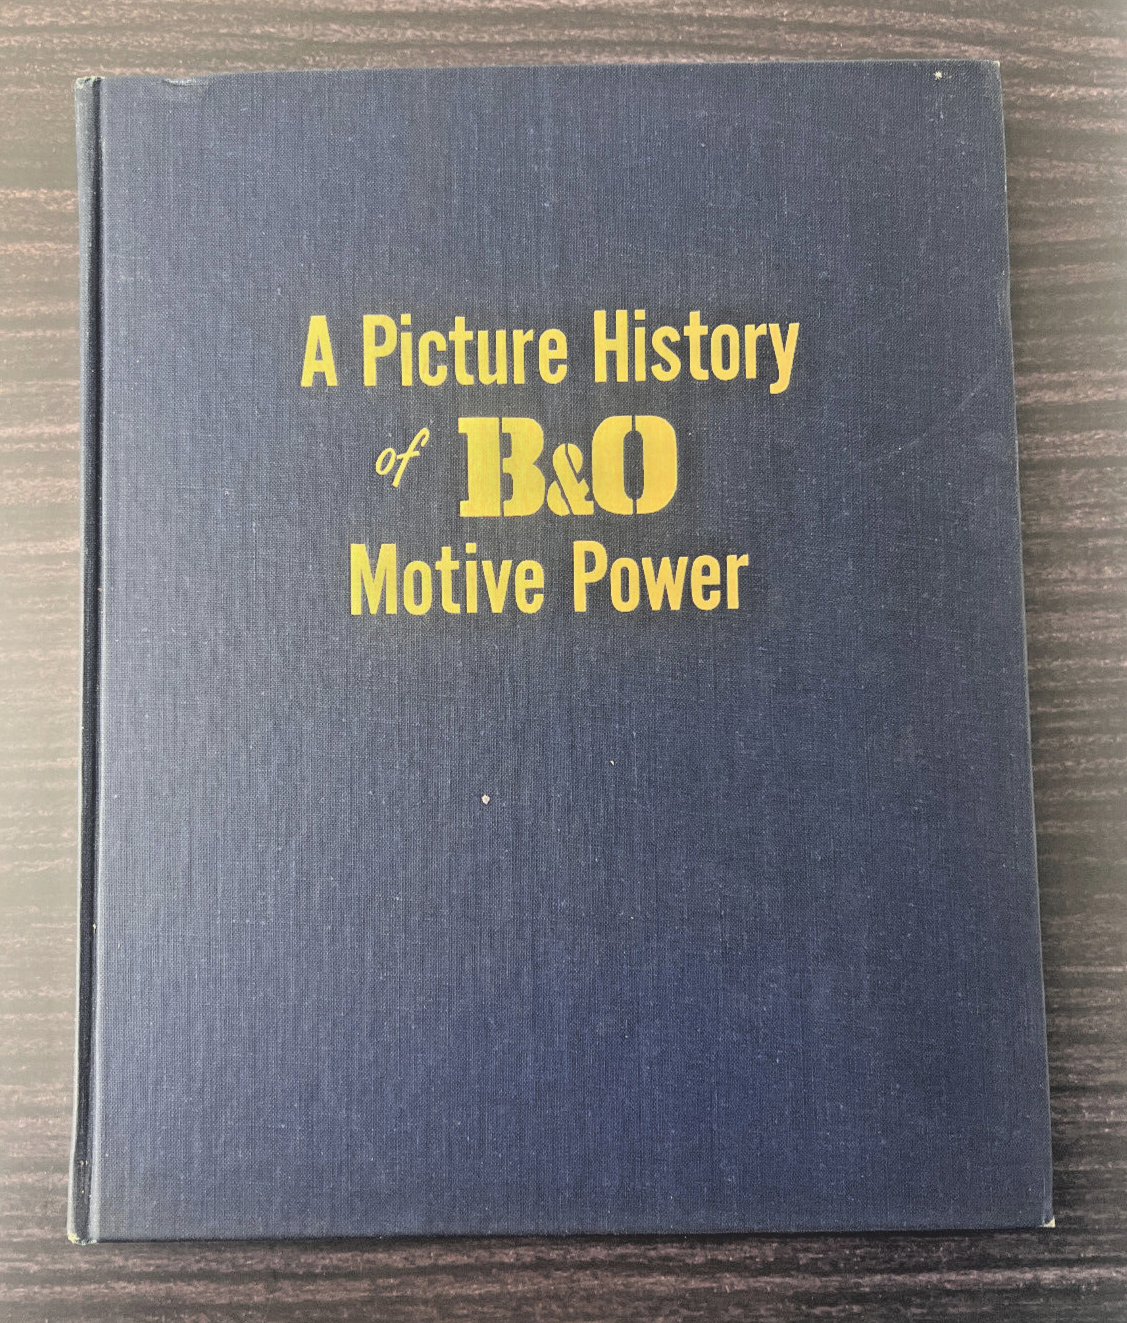 A Picture History
of B&O
Motive Power